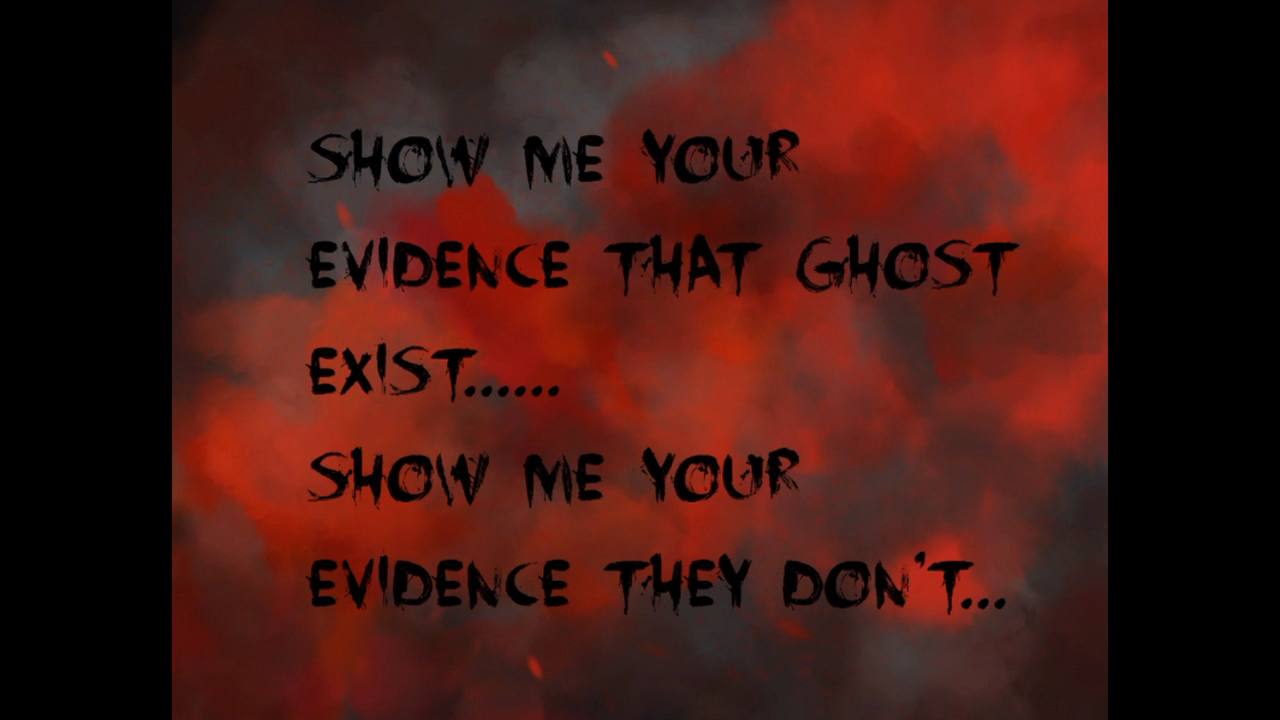 SHOW ME YOUR
EVIDENCE THAT GHOST
EXIST......
SHOW ME YOUR
EVIDENCE THEY DON'T...